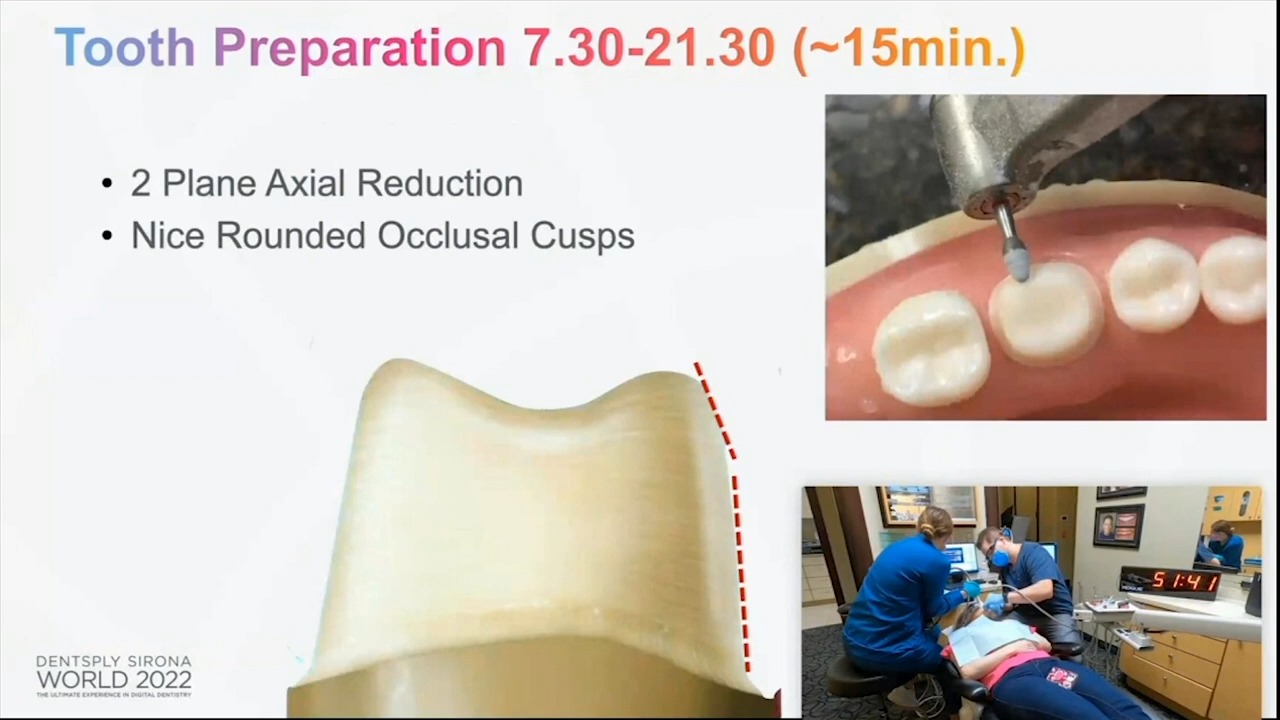 Tooth Preparation 7.30-21.30 (~15min.)
• 2 Plane Axial Reduction
• Nice Rounded Occlusal Cusps
51:41
DENTSPLY SIRONA
WORLD 2022
THE ULTIMATE EXPERIENCE IN DIGITAL DENTISTRY